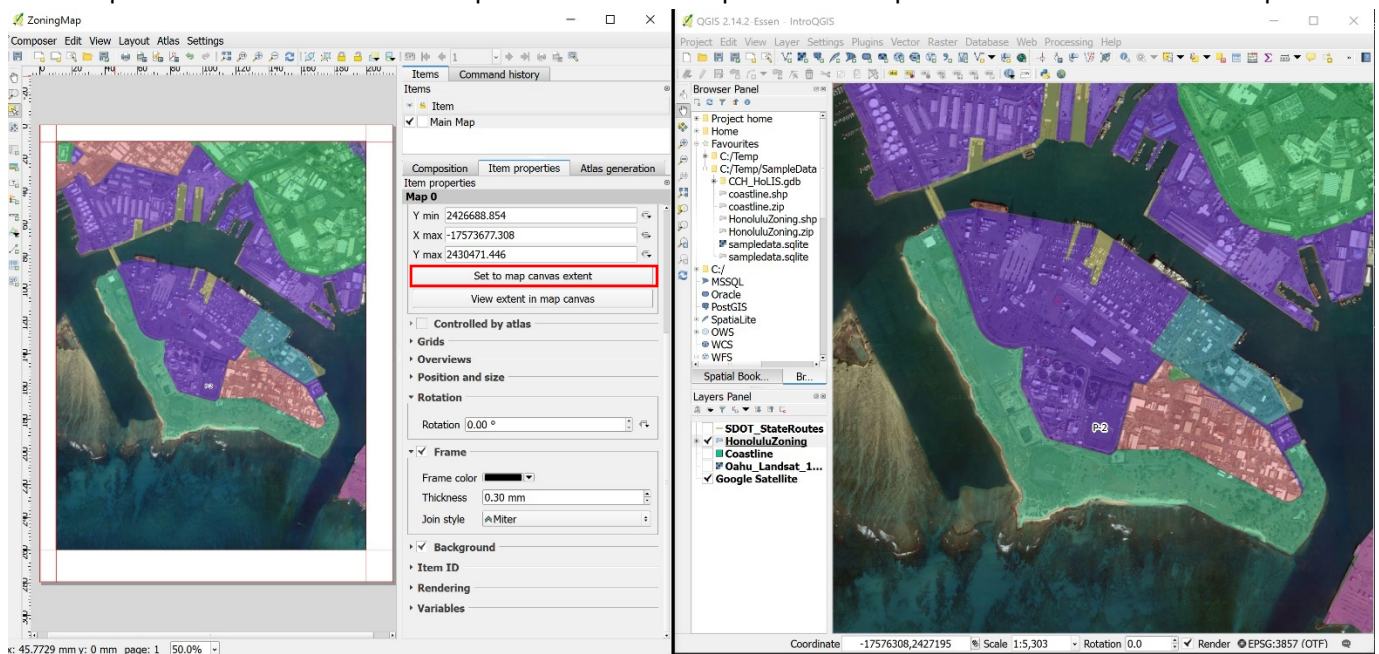 ZoningMap
Composer Edit View Layout Atlas Settings
Items Command history
Items
Item
Main Map
Composition Item properties Atlas generation
Item properties
Map 0
Y min 2426688.854
X max -17573677.308
Y max 2430471.446
Set to map canvas extent
View extent in map canvas
Controlled by atlas
Grids
Overviews
Position and size
Rotation
Rotation 0.00 °
Frame
Frame color
Thickness 0.30 mm
Join style Miter
Background
Item ID
Rendering
Variables
x: 45.7729 mm y: 0 mm page: 1 50.0%
P-2
QGIS 2.14.2-Essen - IntroQGIS
Project Edit View Layer Settings Plugins Vector Raster Database Web Processing Help
Browser Panel
Project home
Home
Favourites
C:/Temp
C:/Temp/SampleData
CCH_HoLIS.gdb
coastline.shp
coastline.zip
HonoluluZoning.shp
HonoluluZoning.zip
sampledata.sqlite
sampledata.sqlite
C:/
MSSQL
Oracle
PostGIS
SpatiaLite
OWS
WCS
WFS
Spatial Book... Br...
Layers Panel
SDOT_StateRoutes
HonoluluZoning
Coastline
Oahu_Landsat_1...
Google Satellite
P-2
Coordinate -17576308,2427195 Scale 1:5,303 Rotation 0.0 Render EPSG:3857 (OTF)